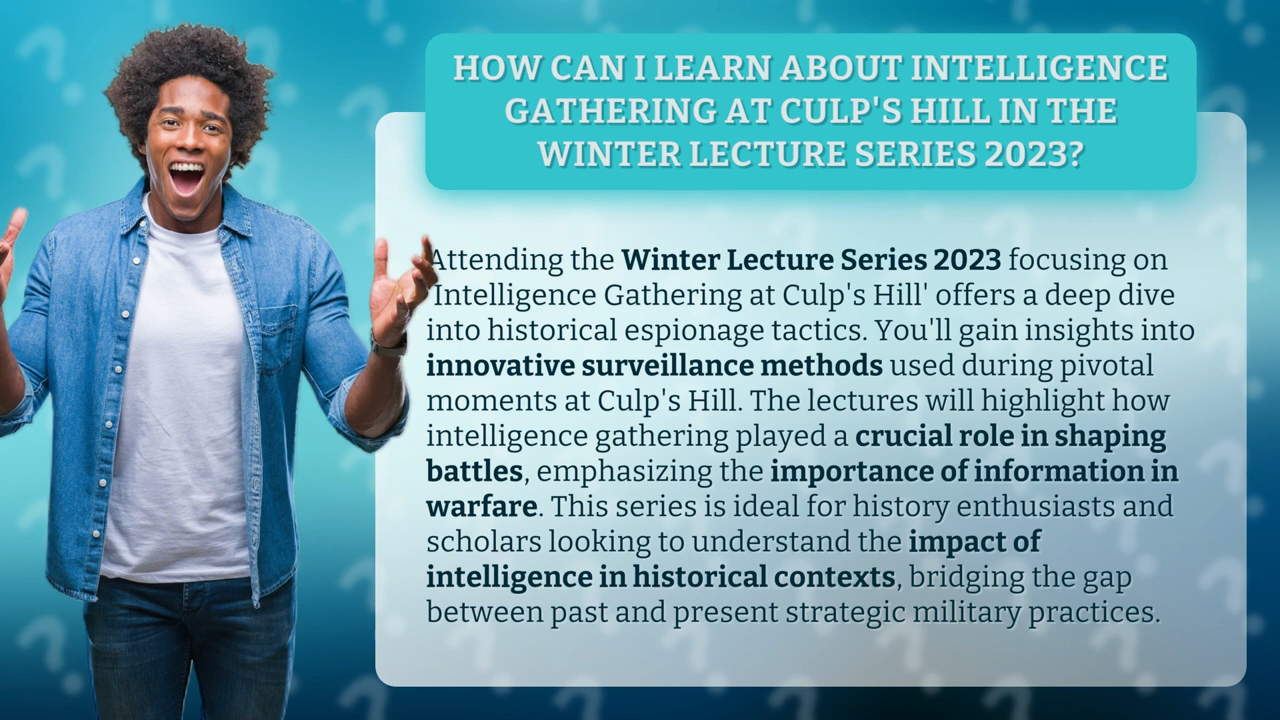 HOW CAN I LEARN ABOUT INTELLIGENCE
GATHERING AT CULP'S HILL IN THE
WINTER LECTURE SERIES 2023?
Attending the Winter Lecture Series 2023 focusing on
'Intelligence Gathering at Culp's Hill' offers a deep dive
into historical espionage tactics. You'll gain insights into
innovative surveillance methods used during pivotal
moments at Culp's Hill. The lectures will highlight how
intelligence gathering played a crucial role in shaping
battles, emphasizing the importance of information in
warfare. This series is ideal for history enthusiasts and
scholars looking to understand the impact of
intelligence in historical contexts, bridging the gap
between past and present strategic military practices.